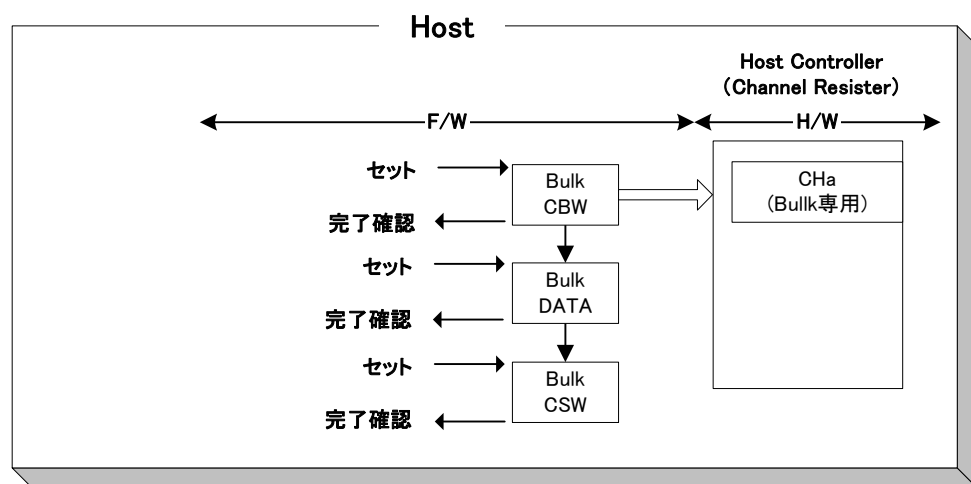 Host
Host Controller
(Channel Resister)
F/W
H/W
セット
Bulk
CBW
CHa
(Bullk専用)
完了確認
セット
Bulk
DATA
完了確認
セット
Bulk
CSW
完了確認